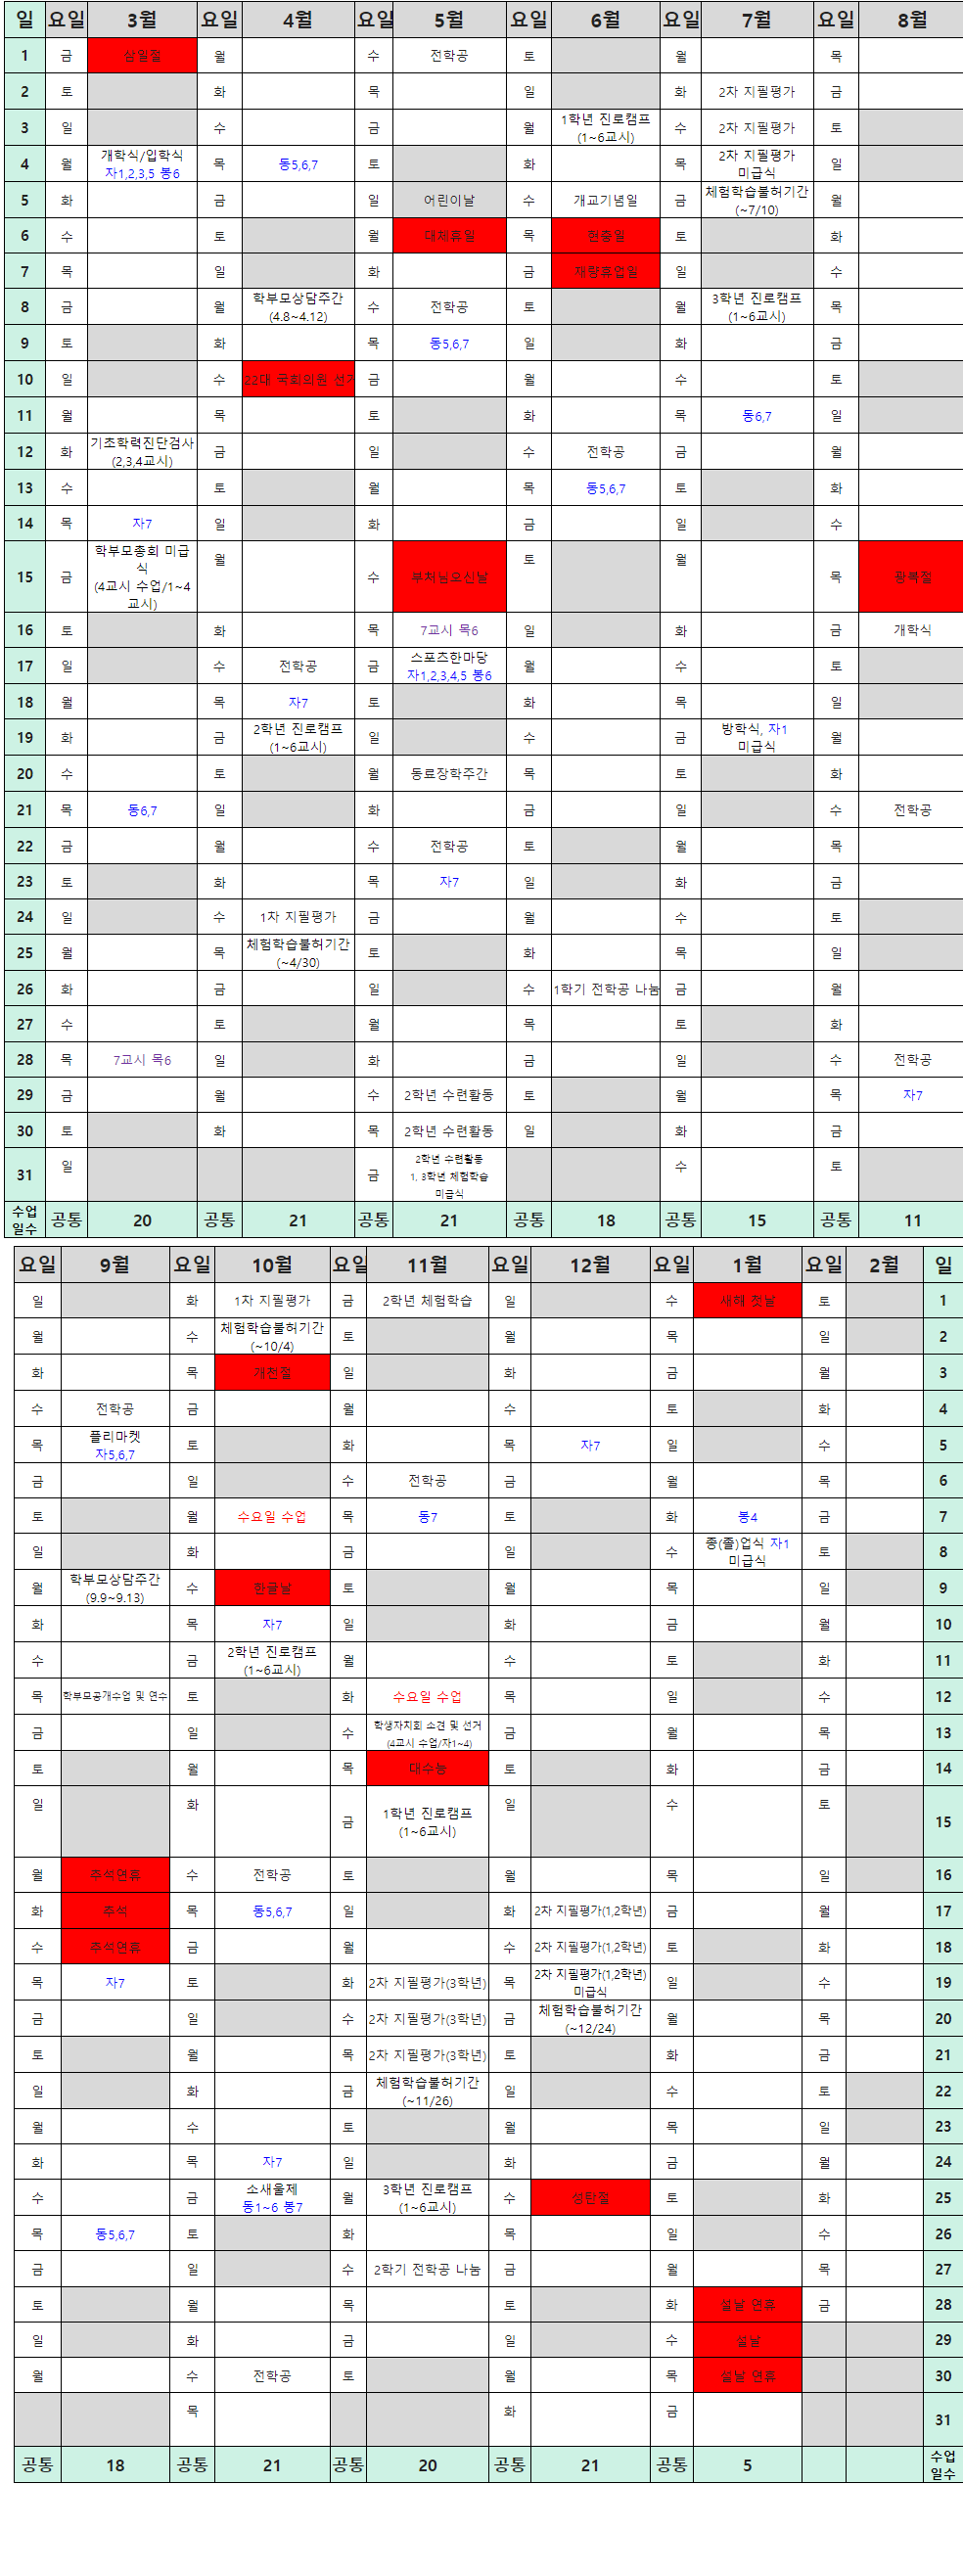 일 요일 3월 요일 4월 요일 5월 요일 6월 요일 7월 요일 8월
1 금 삼일절 월 수 전학공 토 월 목
2 토 화 목 일 화 2차 지필평가 금
3 일 수 금 월 1학년 진로캠프 (1~6교시) 수 2차 지필평가 토
4 월 개학식/입학식 자1,2,3,5 봉6 목 동5,6,7 토 화 목 2차 지필평가 미급식 일
5 화 금 일 어린이날 수 개교기념일 금 체험학습불허기간 (~7/10) 월
6 수 토 월 대체휴일 목 현충일 토 화
7 목 일 화 금 재량휴업일 일 수
8 금 월 학부모상담주간 (4.8~4.12) 수 전학공 토 월 3학년 진로캠프 (1~6교시) 목
9 토 화 목 동5,6,7 일 화 금
10 일 수 22대 국회의원 선거 금 월 수 토
11 월 목 토 화 목 동6,7 일
12 화 기초학력진단검사 (2,3,4교시) 금 일 수 전학공 금 월
13 수 토 월 목 동5,6,7 토 화
14 목 자7 일 화 금 일 수
15 금 학부모총회 미급식 (4교시 수업/1~4교시) 월 수 부처님오신날 토 월 목 광복절
16 토 화 목 7교시 목6 일 화 금 개학식
17 일 수 전학공 금 스포츠한마당 자1,2,3,4,5 봉6 월 수 토
18 월 목 자7 토 화 목 일
19 화 금 2학년 진로캠프 (1~6교시) 일 수 금 방학식, 자1 미급식 월
20 수 토 월 동료장학주간 목 토 화
21 목 동6,7 일 화 금 일 수 전학공
22 금 월 수 전학공 토 월 목
23 토 화 목 자7 일 화 금
24 일 수 1차 지필평가 금 월 수 토
25 월 목 체험학습불허기간 (~4/30) 토 화 목 일
26 화 금 일 수 1학기 전학공 나눔 금 월
27 수 토 월 목 토 화
28 목 7교시 목6 일 화 금 일 수 전학공
29 금 월 수 2학년 수련활동 토 월 목 자7
30 토 화 목 2학년 수련활동 일 화 금
31 일 금 2학년 수련활동 1, 3학년 체험학습 미급식 수 토
수업일수 공통 20 공통 21 공통 21 공통 18 공통 15 공통 11
요일 9월 요일 10월 요일 11월 요일 12월 요일 1월 요일 2월 일
일 화 1차 지필평가 금 2학년 체험학습 일 수 새해 첫날 토 1
월 수 체험학습불허기간 (~10/4) 토 월 목 일 2
화 목 개천절 일 화 금 월 3
수 전학공 금 월 수 토 화 4
목 플리마켓 자5,6,7 토 화 목 자7 일 수 5
금 일 수 전학공 금 월 목 6
토 월 수요일 수업 목 동7 토 화 봉4 금 7
일 화 금 일 수 종(졸)업식 자1 미급식 토 8
월 학부모상담주간 (9.9~9.13) 수 한글날 토 월 목 일 9
화 목 자7 일 화 금 월 10
수 금 2학년 진로캠프 (1~6교시) 월 수 토 화 11
목 학부모공개수업 및 연수 토 화 수요일 수업 목 일 수 12
금 일 수 학생자치회 소견 및 선거 (4교시 수업/자1~4) 금 월 목 13
토 월 목 대수능 토 화 금 14
일 화 금 1학년 진로캠프 (1~6교시) 일 수 토 15
월 추석연휴 수 전학공 토 월 목 일 16
화 추석 목 동5,6,7 일 화 2차 지필평가(1,2학년) 금 월 17
수 추석연휴 금 월 수 2차 지필평가(1,2학년) 토 화 18
목 자7 토 화 2차 지필평가(3학년) 목 2차 지필평가(1,2학년) 미급식 일 수 19
금 일 수 2차 지필평가(3학년) 금 체험학습불허기간 (~12/24) 월 목 20
토 월 목 2차 지필평가(3학년) 토 화 금 21
일 화 금 체험학습불허기간 (~11/26) 일 수 토 22
월 수 토 월 목 일 23
화 목 자7 일 화 금 월 24
수 금 소새울제 동1~6 봉7 월 3학년 진로캠프 (1~6교시) 수 성탄절 토 화 25
목 동5,6,7 토 화 목 일 수 26
금 일 수 2학기 전학공 나눔 금 월 목 27
토 월 목 토 화 설날 연휴 금 28
일 화 금 일 수 설날 29
월 수 전학공 토 월 목 설날 연휴 30
목 화 금 31
공통 18 공통 21 공통 20 공통 21 공통 5 수업일수